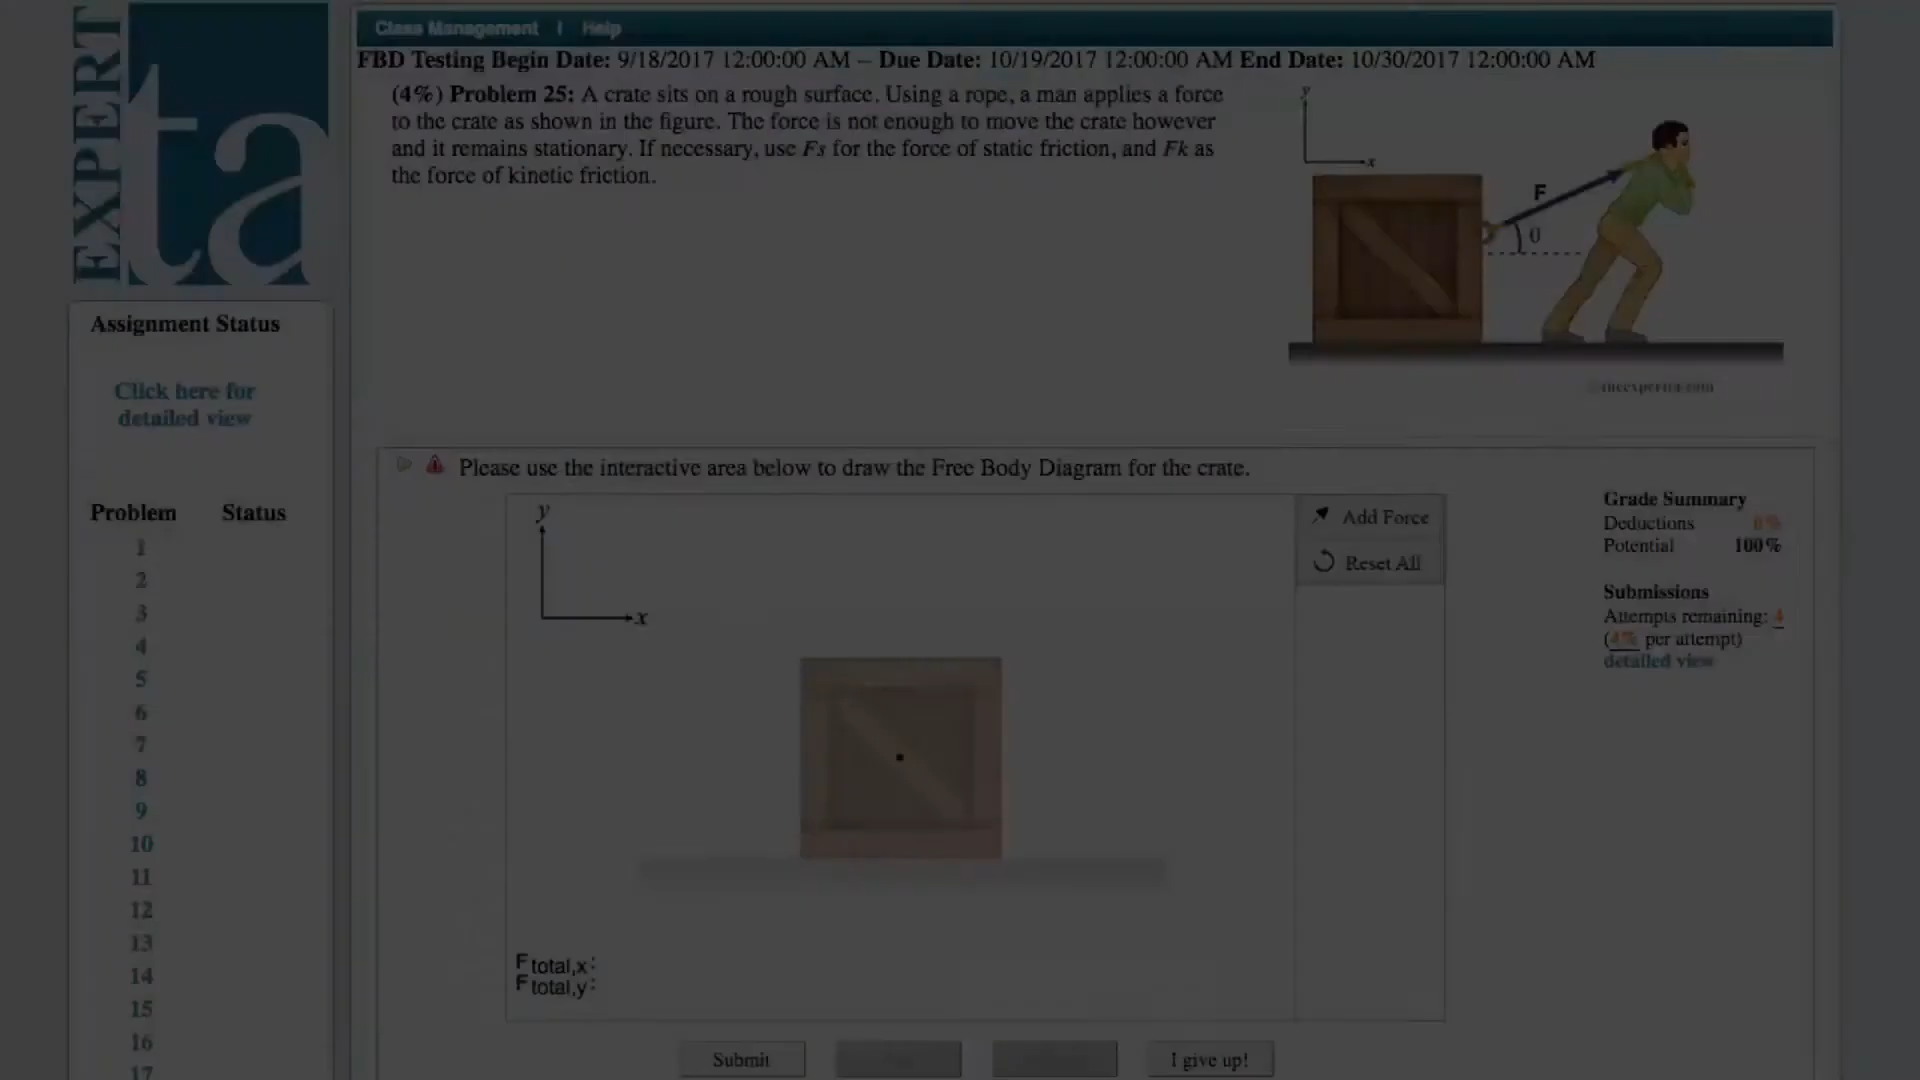 EXPERT
ta
Class Management | Help
FBD Testing Begin Date: 9/18/2017 12:00:00 AM -- Due Date: 10/19/2017 12:00:00 AM End Date: 10/30/2017 12:00:00 AM
(4%) Problem 25: A crate sits on a rough surface. Using a rope, a man applies a force
to the crate as shown in the figure. The force is not enough to move the crate however
and it remains stationary. If necessary, use Fs for the force of static friction, and Fk as
the force of kinetic friction.
y
x
F
θ
©theexpertta.com
Assignment Status
Click here for
detailed view
Problem Status
1
2
3
4
5
6
7
8
9
10
11
12
13
14
15
16
17
Please use the interactive area below to draw the Free Body Diagram for the crate.
y
x
F total,x:
F total,y:
Add Force
Reset All
Grade Summary
Deductions 0%
Potential 100%
Submissions
Attempts remaining: 4
(4% per attempt)
detailed view
Submit
I give up!